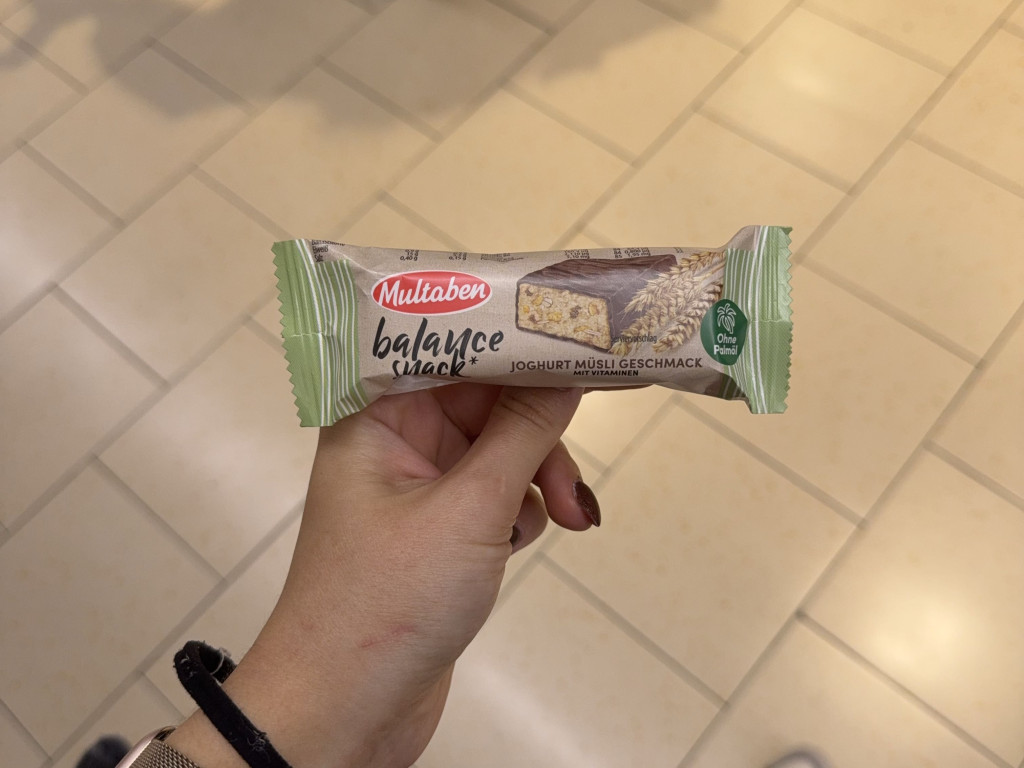 Multaben
balance
snack*
JOGHURT MÜSLI GESCHMACK
MIT VITAMINEN
Ohne
Palmöl